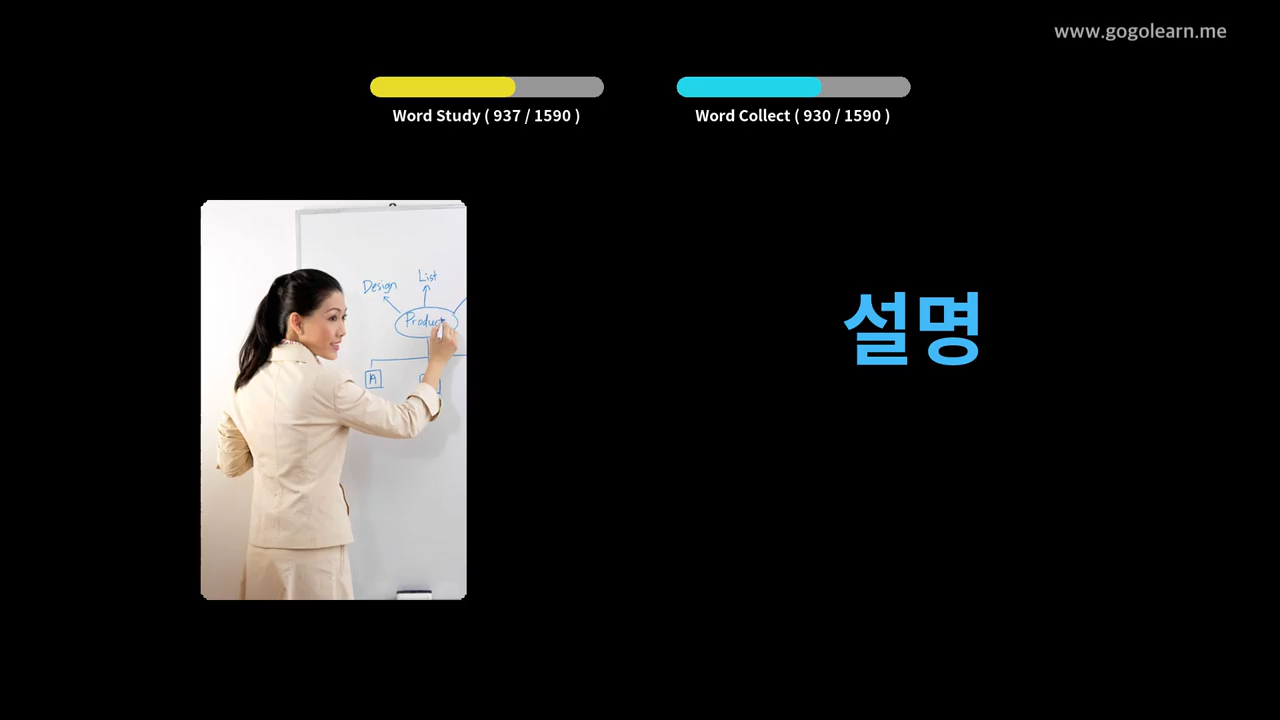 www.gogolearn.me
Word Study ( 937 / 1590 )
Word Collect ( 930 / 1590 )
List
Design
Product
A
설명